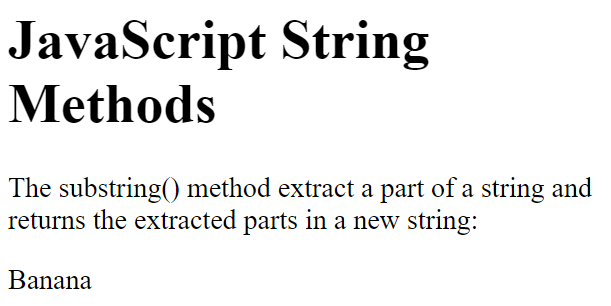 JavaScript String
Methods
The substring() method extract a part of a string and
returns the extracted parts in a new string:
Banana